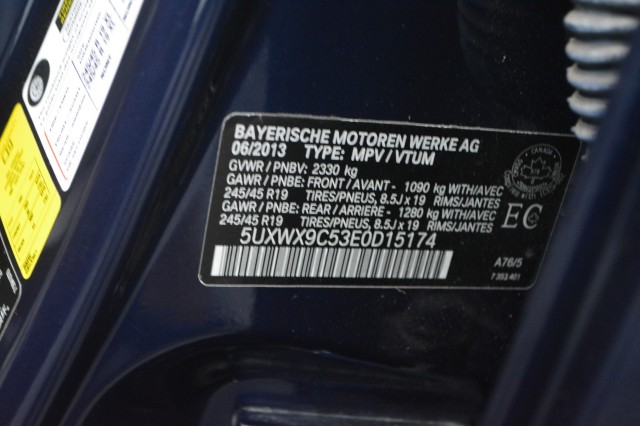 BAYERISCHE MOTOREN WERKE AG
06/2013 TYPE: MPV / VTUM
GVWR / PNBV: 2330 kg
GAWR / PNBE: FRONT / AVANT - 1090 kg WITH/AVEC
245/45 R19 TIRES/PNEUS, 8.5J x 19 RIMS/JANTES
GAWR / PNBE: REAR / ARRIERE - 1280 kg WITH/AVEC
245/45 R19 TIRES/PNEUS, 8.5J x 19 RIMS/JANTES
5UXWX9C53E0D15174
CANADA
EC
A76/5
7 353 401